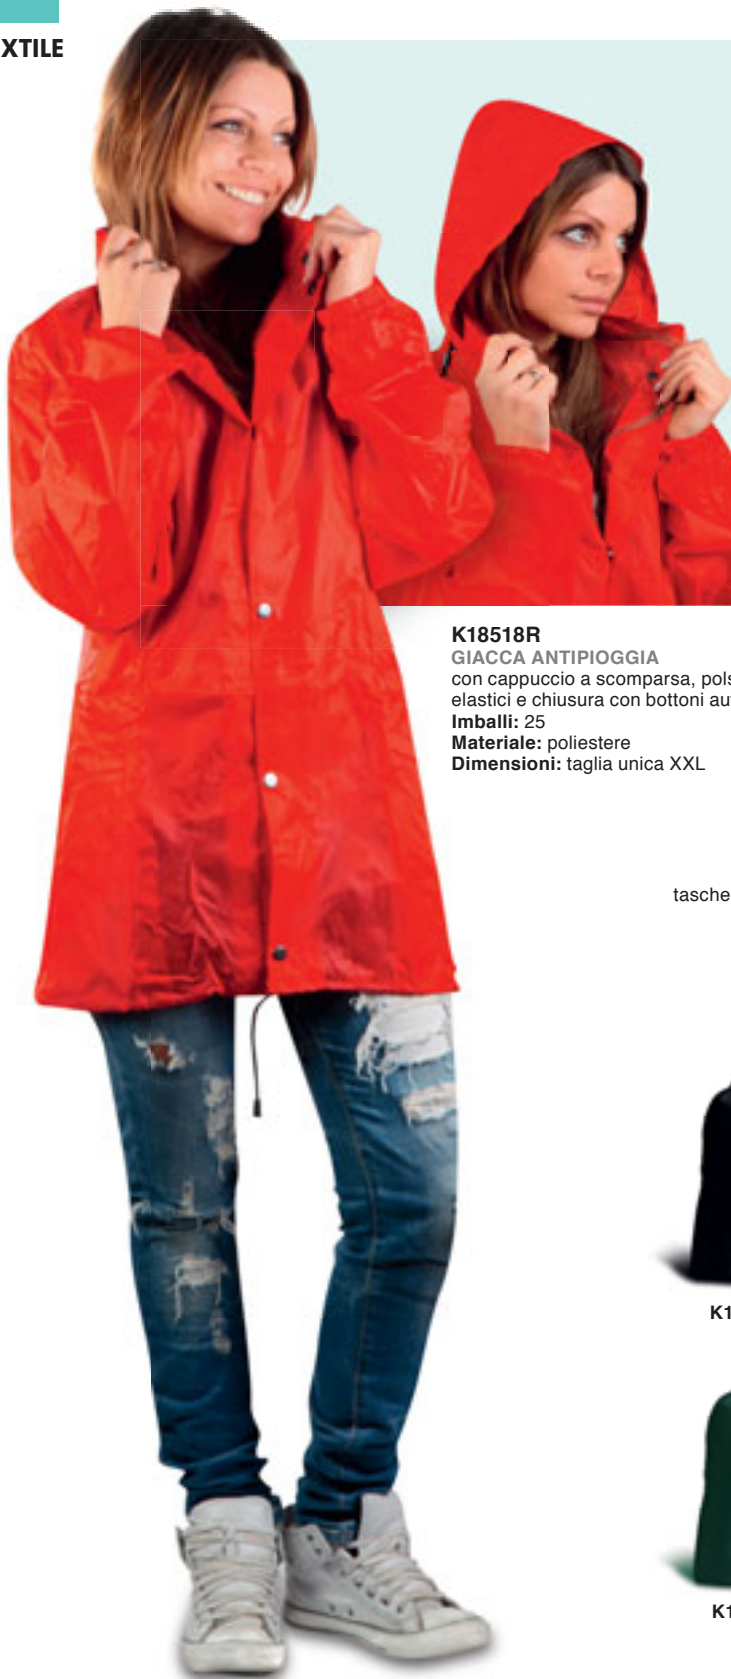 XTILE
K18518R
GIACCA ANTIPIOGGIA
con cappuccio a scomparsa, pols
elastici e chiusura con bottoni au
Imballi: 25
Materiale: poliestere
Dimensioni: taglia unica XXL
tasche
K1
K1